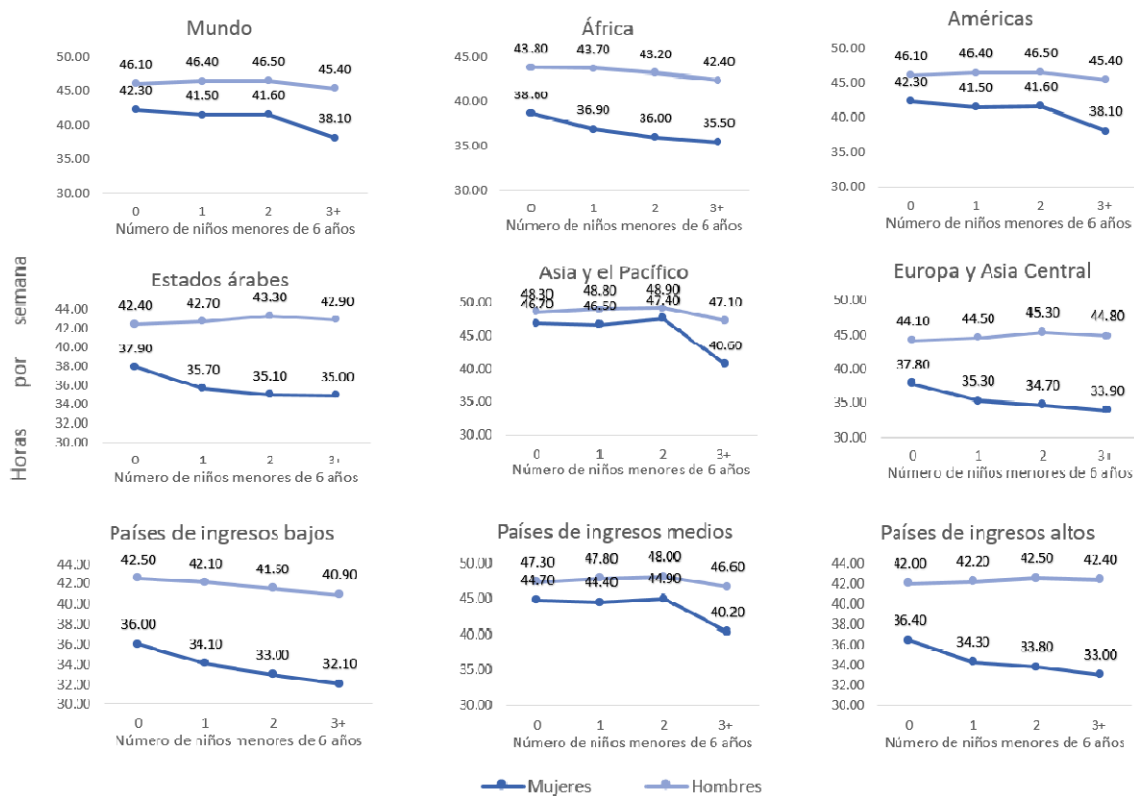 Mundo
50.00
45.00
40.00
35.00
30.00
46.10 46.40 46.50 45.40
42.30 41.50 41.60 38.10
0 1 2 3+
Número de niños menores de 6 años
África
45.00
40.00
35.00
30.00
43.80 43.70 43.20 42.40
38.60 36.90 36.00 35.50
0 1 2 3+
Número de niños menores de 6 años
Américas
50.00
45.00
40.00
35.00
30.00
46.10 46.40 46.50 45.40
42.30 41.50 41.60 38.10
0 1 2 3+
Número de niños menores de 6 años
Horas por semana
Estados árabes
44.00
42.00
40.00
38.00
36.00
34.00
32.00
30.00
42.40 42.70 43.30 42.90
37.90 35.70 35.10 35.00
0 1 2 3+
Número de niños menores de 6 años
Asia y el Pacífico
50.00
45.00
40.00
35.00
30.00
48.30 48.80 48.90 47.10
46.70 46.50 47.40 40.60
0 1 2 3+
Número de niños menores de 6 años
Europa y Asia Central
50.00
45.00
40.00
35.00
30.00
44.10 44.50 45.30 44.80
37.80 35.30 34.70 33.90
0 1 2 3+
Número de niños menores de 6 años
Países de ingresos bajos
44.00
42.00
40.00
38.00
36.00
34.00
32.00
30.00
42.50 42.10 41.60 40.90
36.00 34.10 33.00 32.10
0 1 2 3+
Número de niños menores de 6 años
Países de ingresos medios
50.00
45.00
40.00
35.00
30.00
47.30 47.80 48.00 46.60
44.70 44.40 44.90 40.20
0 1 2 3+
Número de niños menores de 6 años
Países de ingresos altos
44.00
42.00
40.00
38.00
36.00
34.00
32.00
30.00
42.00 42.20 42.50 42.40
36.40 34.30 33.80 33.00
0 1 2 3+
Número de niños menores de 6 años
Mujeres Hombres